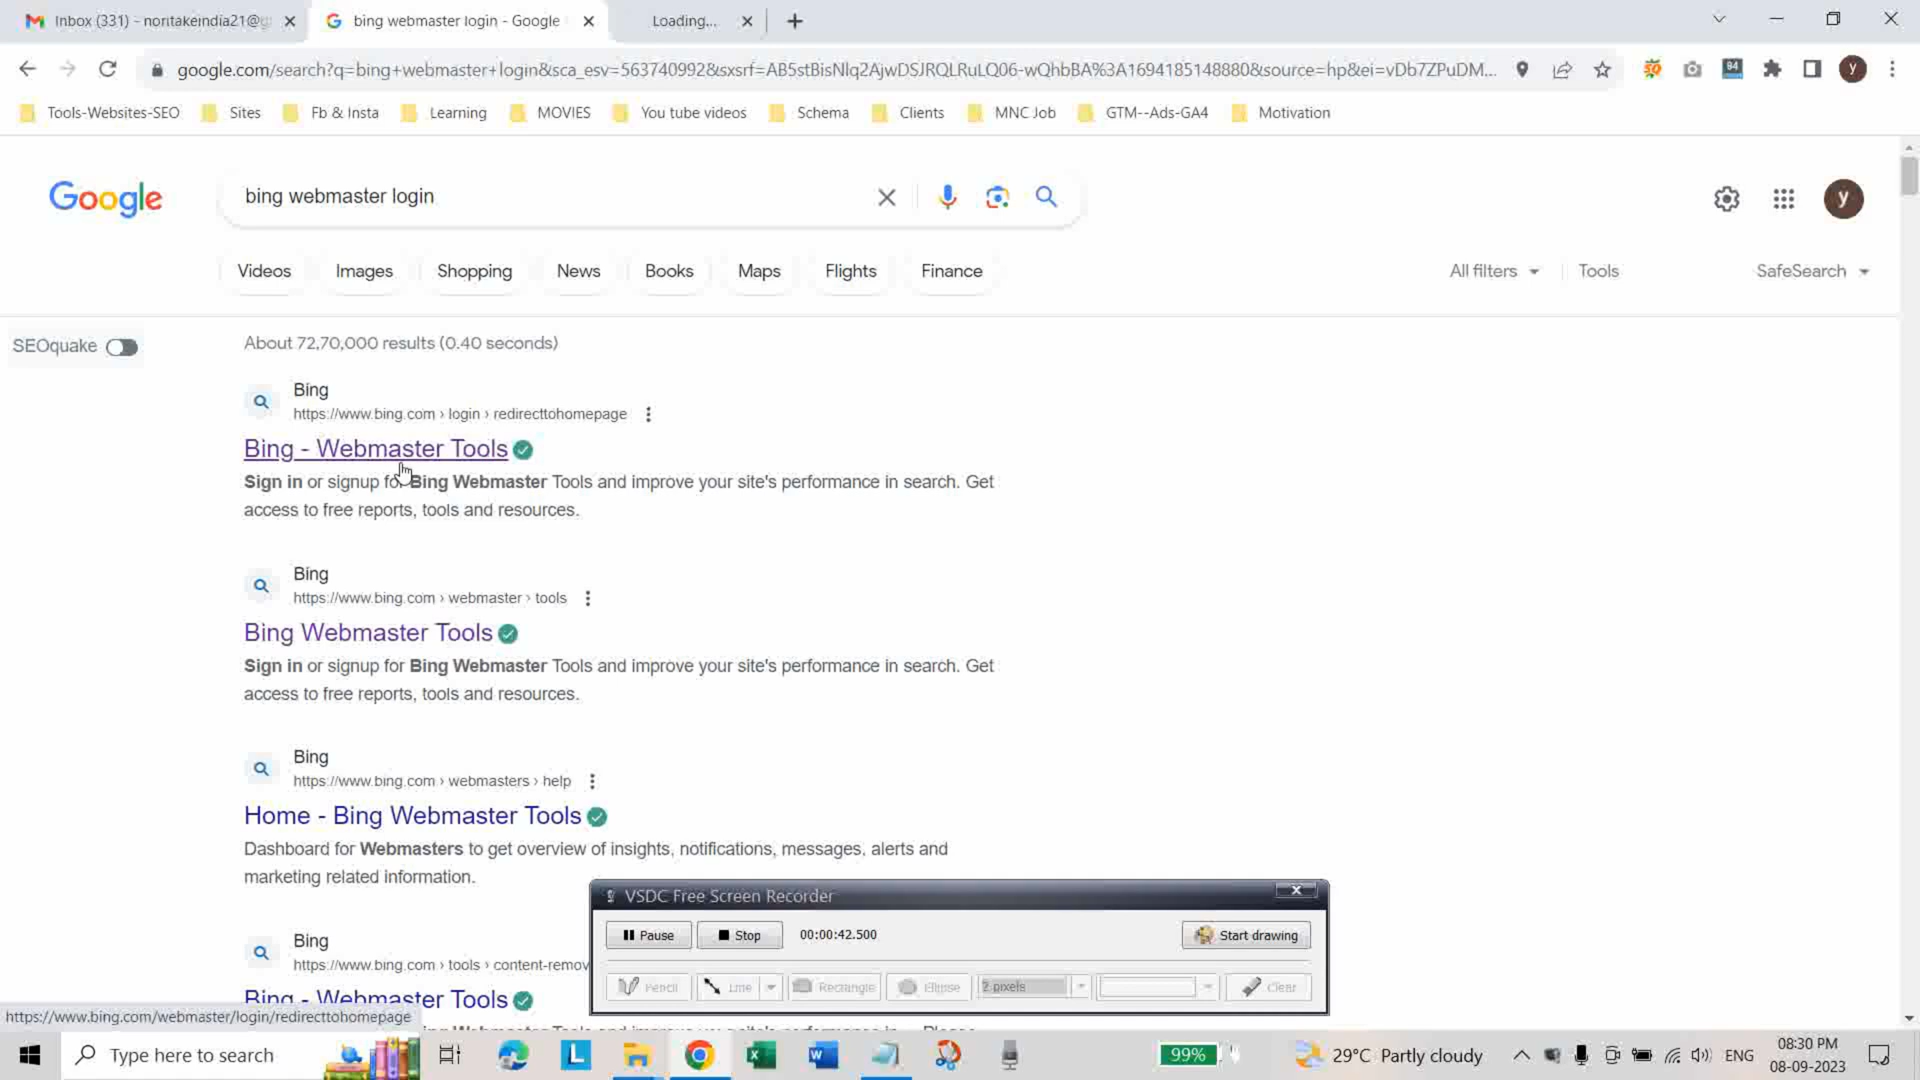 Inbox (331) - noritakeindia21@g
bing webmaster login - Google
Loading...
google.com/search?q=bing+webmaster+login&sca_esv=563740992&sxsrf=AB5stBisNlq2AjwDSJRQLRuLQ06-wQhbBA%3A1694185148880&source=hp&ei=vDb7ZPuDM...
94
y
Tools-Websites-SEO
Sites
Fb & Insta
Learning
MOVIES
You tube videos
Schema
Clients
MNC Job
GTM--Ads-GA4
Motivation
Google
bing webmaster login
y
Videos
Images
Shopping
News
Books
Maps
Flights
Finance
All filters
Tools
SafeSearch
SEOquake
About 72,70,000 results (0.40 seconds)
Bing
https://www.bing.com › login › redirecttohomepage
Bing - Webmaster Tools
Sign in or signup for Bing Webmaster Tools and improve your site's performance in search. Get
access to free reports, tools and resources.
Bing
https://www.bing.com › webmaster › tools
Bing Webmaster Tools
Sign in or signup for Bing Webmaster Tools and improve your site's performance in search. Get
access to free reports, tools and resources.
Bing
https://www.bing.com › webmasters › help
Home - Bing Webmaster Tools
Dashboard for Webmasters to get overview of insights, notifications, messages, alerts and
marketing related information.
Bing
https://www.bing.com › tools › content-remov
Bing - Webmaster Tools
VSDC Free Screen Recorder
Pause
Stop
00:00:42.500
Start drawing
Pencil
Line
Rectangle
Ellipse
2 pixels
Clear
https://www.bing.com/webmaster/login/redirecttohomepage
Type here to search
99%
29°C Partly cloudy
ENG
08:30 PM
08-09-2023